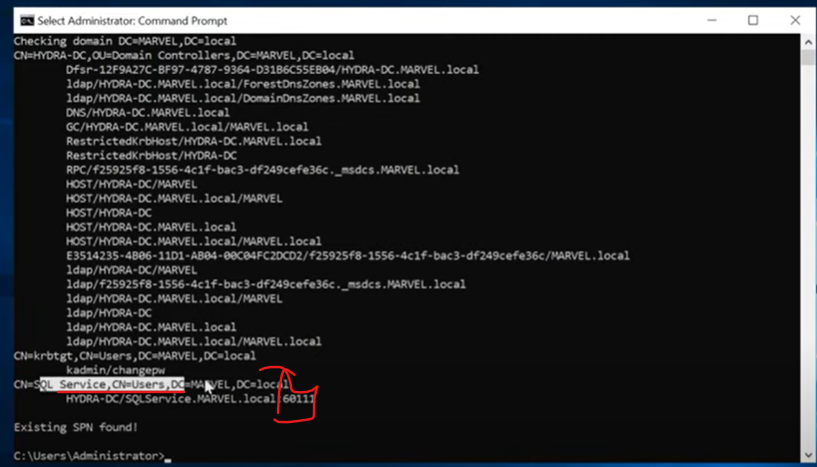 Select Administrator: Command Prompt
Checking domain DC=MARVEL,DC=local
CN=HYDRA-DC,OU=Domain Controllers,DC=MARVEL,DC=local
Dfsr-12F9A27C-BF97-4787-9364-D31B6C55EB04/HYDRA-DC.MARVEL.local
ldap/HYDRA-DC.MARVEL.local/ForestDnsZones.MARVEL.local
ldap/HYDRA-DC.MARVEL.local/DomainDnsZones.MARVEL.local
DNS/HYDRA-DC.MARVEL.local
GC/HYDRA-DC.MARVEL.local/MARVEL.local
RestrictedKrbHost/HYDRA-DC.MARVEL.local
RestrictedKrbHost/HYDRA-DC
RPC/f25925f8-1556-4c1f-bac3-df249cefe36c._msdcs.MARVEL.local
HOST/HYDRA-DC/MARVEL
HOST/HYDRA-DC.MARVEL.local/MARVEL
HOST/HYDRA-DC
HOST/HYDRA-DC.MARVEL.local
HOST/HYDRA-DC.MARVEL.local/MARVEL.local
E3514235-4B06-11D1-AB04-00C04FC2DCD2/f25925f8-1556-4c1f-bac3-df249cefe36c/MARVEL.local
ldap/HYDRA-DC/MARVEL
ldap/f25925f8-1556-4c1f-bac3-df249cefe36c._msdcs.MARVEL.local
ldap/HYDRA-DC.MARVEL.local/MARVEL
ldap/HYDRA-DC
ldap/HYDRA-DC.MARVEL.local
ldap/HYDRA-DC.MARVEL.local/MARVEL.local
CN=krbtgt,CN=Users,DC=MARVEL,DC=local
kadmin/changepw
CN=SQL Service,CN=Users,DC=MARVEL,DC=local
HYDRA-DC/SQLService.MARVEL.local:60111
Existing SPN found!
C:\Users\Administrator>